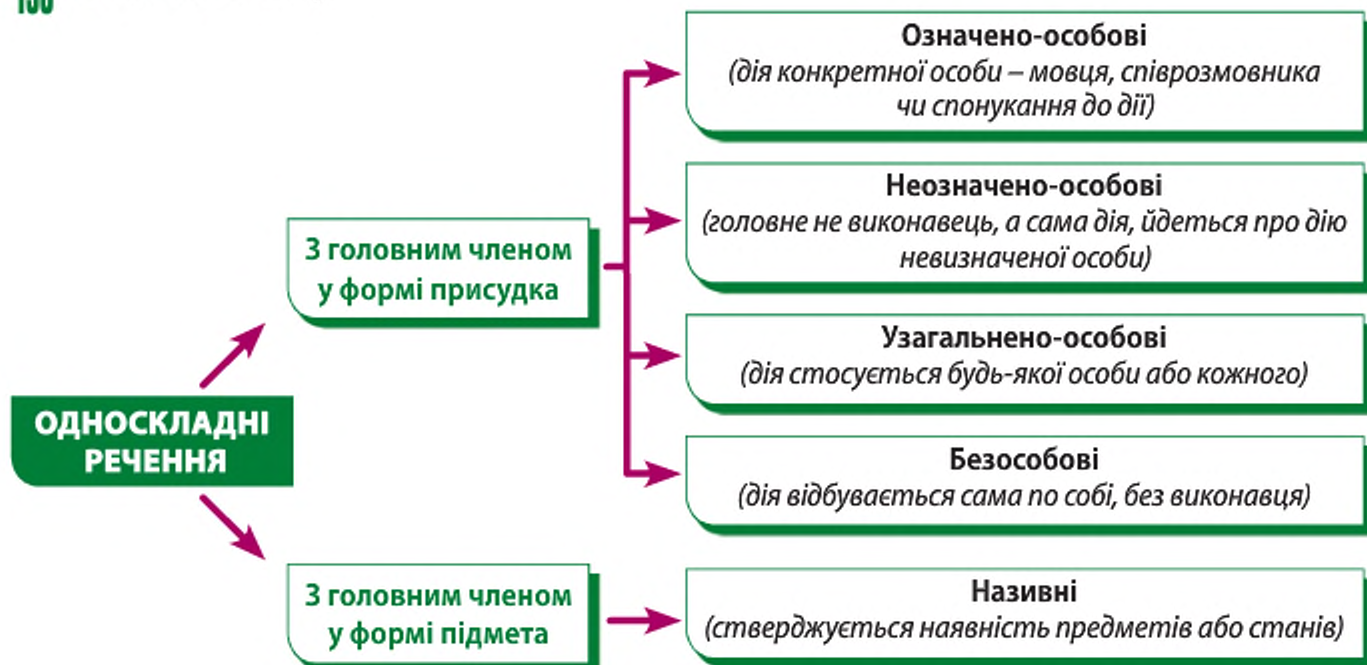 Означено-особові
(дія конкретної особи – мовця, співрозмовника
чи спонукання до дії)
Неозначено-особові
(головне не виконавець, а сама дія, йдеться про дію
невизначеної особи)
З головним членом
у формі присудка
Узагальнено-особові
(дія стосується будь-якої особи або кожного)
ОДНОСКЛАДНІ
РЕЧЕННЯ
Безособові
(дія відбувається сама по собі, без виконавця)
З головним членом
у формі підмета
Називні
(стверджується наявність предметів або станів)